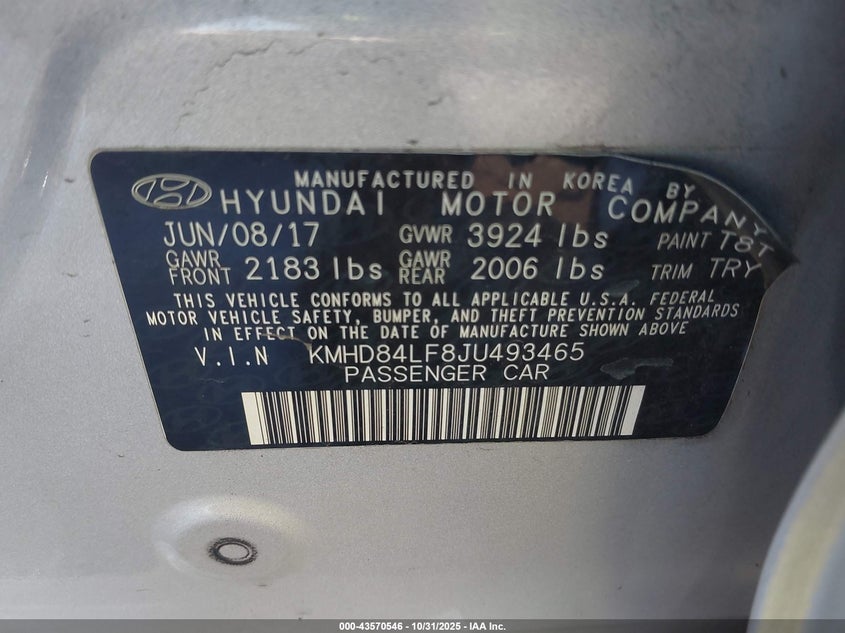 MANUFACTURED IN KOREA BY
HYUNDAI MOTOR COMPANY
JUN/08/17 GVWR 3924 lbs PAINT T8T
GAWR FRONT 2183 lbs GAWR REAR 2006 lbs TRIM TRY
THIS VEHICLE CONFORMS TO ALL APPLICABLE U.S.A. FEDERAL
MOTOR VEHICLE SAFETY, BUMPER, AND THEFT PREVENTION STANDARDS
IN EFFECT ON THE DATE OF MANUFACTURE SHOWN ABOVE
V.I.N KMHD84LF8JU493465
PASSENGER CAR
000-43570546 - 10/31/2025 - IAA Inc.